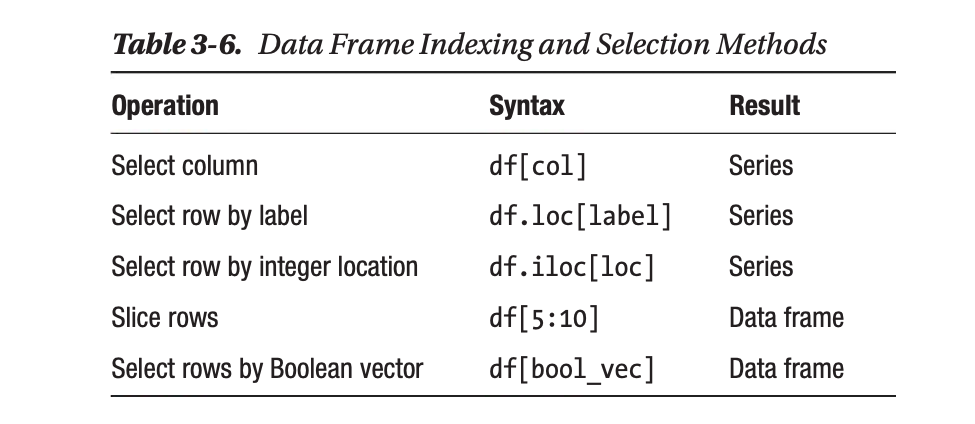 Table 3-6. Data Frame Indexing and Selection Methods
Operation Syntax Result
Select column df[col] Series
Select row by label df.loc[label] Series
Select row by integer location df.iloc[loc] Series
Slice rows df[5:10] Data frame
Select rows by Boolean vector df[bool_vec] Data frame